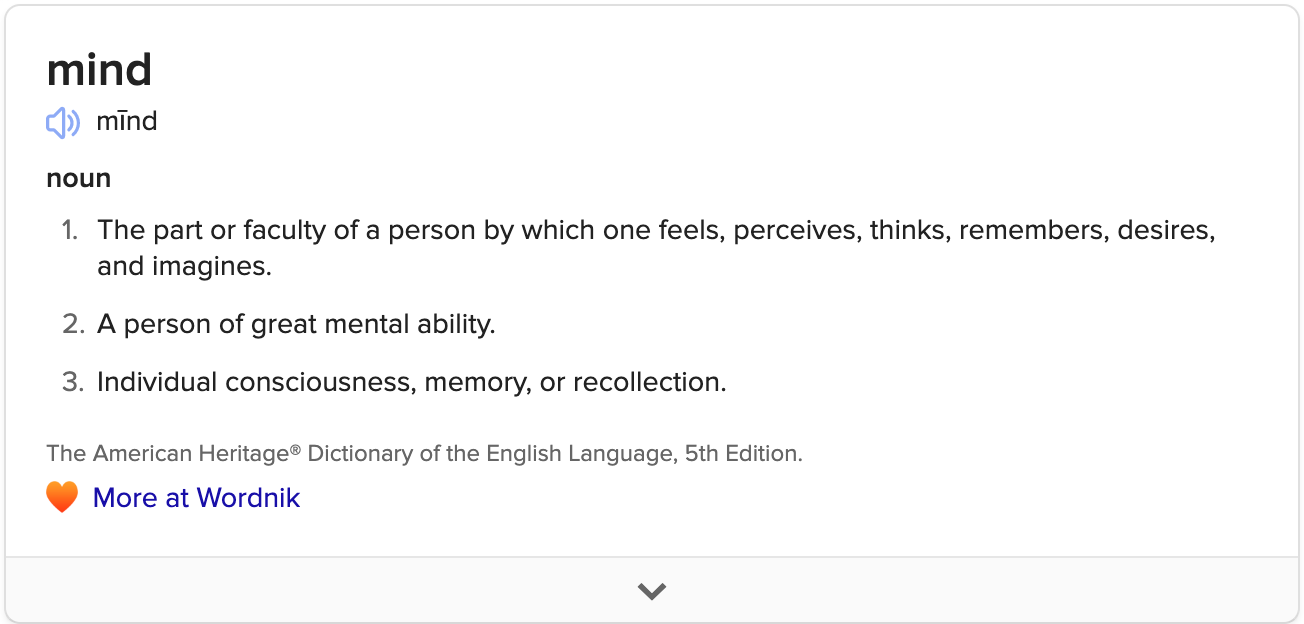 mind
mīnd
noun
1. The part or faculty of a person by which one feels, perceives, thinks, remembers, desires,
and imagines.
2. A person of great mental ability.
3. Individual consciousness, memory, or recollection.
The American Heritage® Dictionary of the English Language, 5th Edition.
More at Wordnik